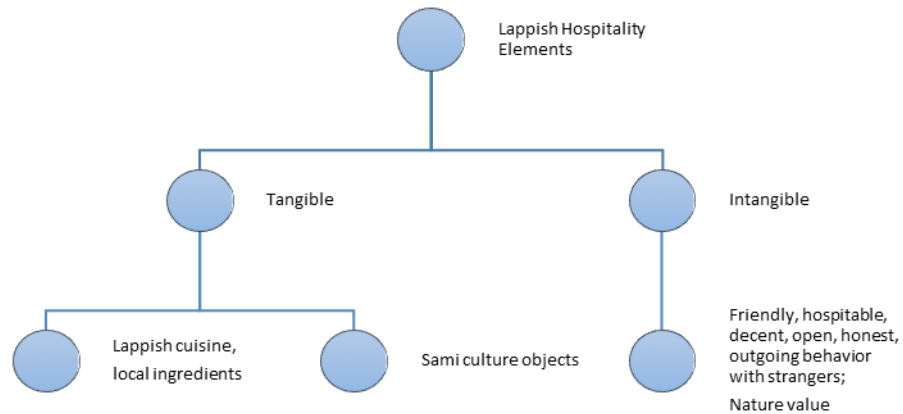 Lappish Hospitality
Elements
Tangible
Intangible
Lappish cuisine,
local ingredients
Sami culture objects
Friendly, hospitable,
decent, open, honest,
outgoing behavior
with strangers;
Nature value